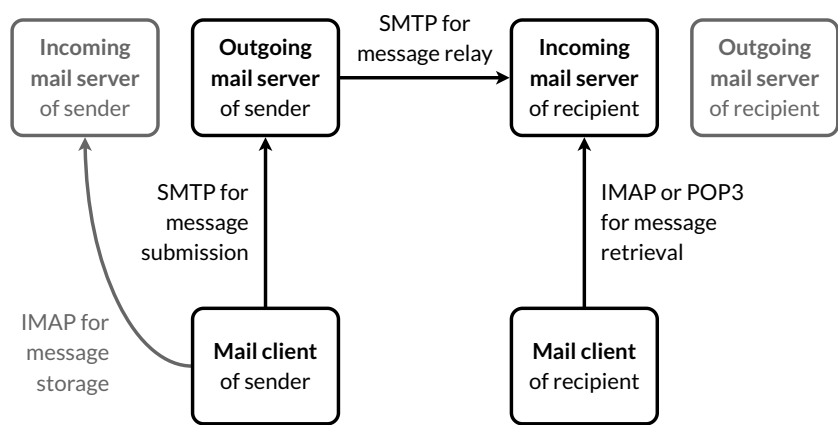 SMTP for
message relay
Incoming
mail server
of sender
Outgoing
mail server
of sender
Incoming
mail server
of recipient
Outgoing
mail server
of recipient
SMTP for
message
submission
IMAP or POP3
for message
retrieval
IMAP for
message
storage
Mail client
of sender
Mail client
of recipient